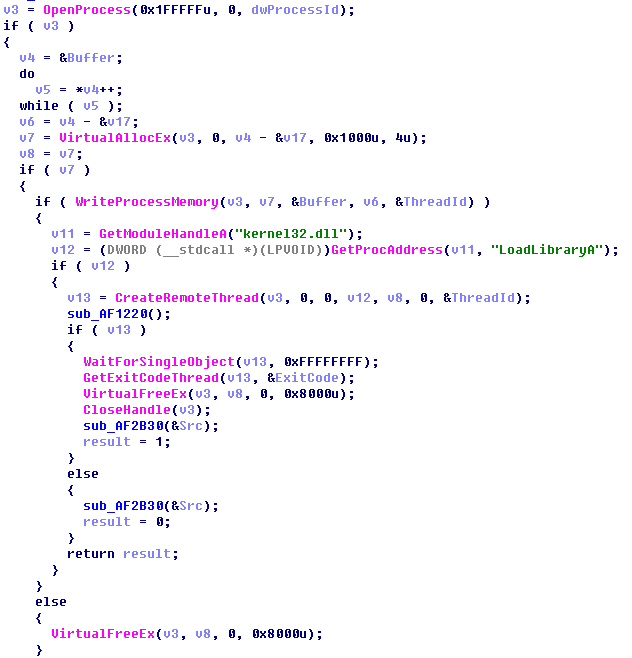 v3 = OpenProcess(0x1FFFFFu, 0, dwProcessId);
if ( v3 )
{
v4 = &Buffer;
do
v5 = *v4++;
while ( v5 );
v6 = v4 - &v17;
v7 = VirtualAllocEx(v3, 0, v4 - &v17, 0x1000u, 4u);
v8 = v7;
if ( v7 )
{
if ( WriteProcessMemory(v3, v7, &Buffer, v6, &ThreadId) )
{
v11 = GetModuleHandleA("kernel32.dll");
v12 = (DWORD (__stdcall *)(LPVOID))GetProcAddress(v11, "LoadLibraryA");
if ( v12 )
{
v13 = CreateRemoteThread(v3, 0, 0, v12, v8, 0, &ThreadId);
sub_AF1220();
if ( v13 )
{
WaitForSingleObject(v13, 0xFFFFFFFF);
GetExitCodeThread(v13, &ExitCode);
VirtualFreeEx(v3, v8, 0, 0x8000u);
CloseHandle(v3);
sub_AF2B30(&Src);
result = 1;
}
else
{
sub_AF2B30(&Src);
result = 0;
}
return result;
}
}
else
{
VirtualFreeEx(v3, v8, 0, 0x8000u);
}